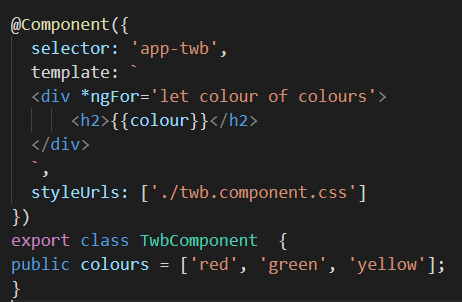 @Component({
  selector: 'app-twb',
  template: `
  <div *ngFor='let colour of colours'>
      <h2>{{colour}}</h2>
  </div>
  `,
  styleUrls: ['./twb.component.css']
})
export class TwbComponent  {
public colours = ['red', 'green', 'yellow'];
}